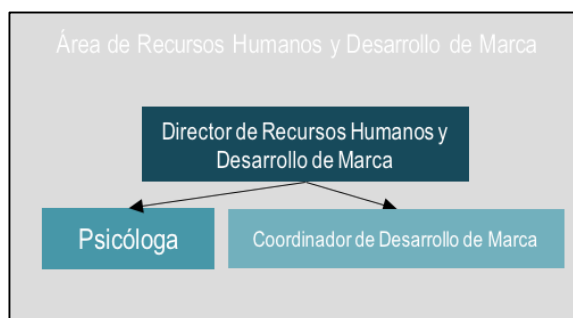 Área de Recursos Humanos y Desarrollo de Marca
Director de Recursos Humanos y
Desarrollo de Marca
Psicóloga
Coordinador de Desarrollo de Marca